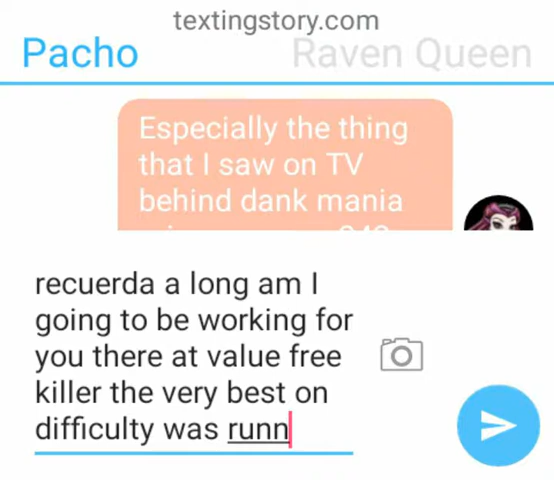 textingstory.com
Pacho Raven Queen
Especially the thing
that I saw on TV
behind dank mania
recuerda a long am I
going to be working for
you there at value free
killer the very best on
difficulty was runn